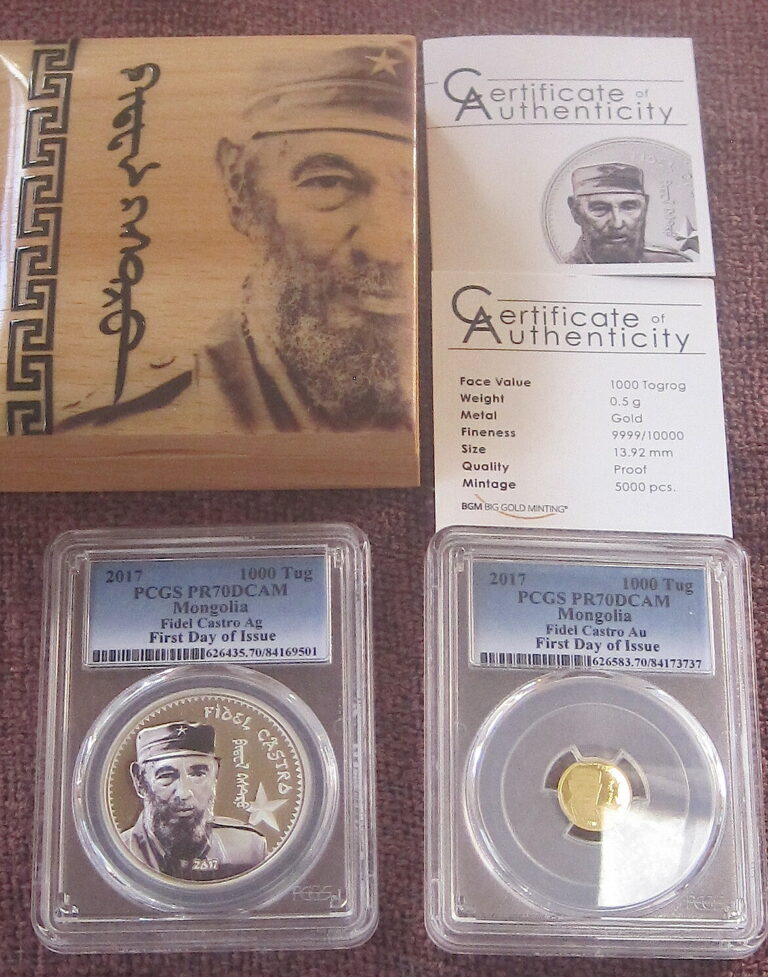 Certificate of
Authenticity
Certificate of
Authenticity
Face Value 1000 Togrog
Weight 0.5 g
Metal Gold
Fineness 9999/10000
Size 13.92 mm
Quality Proof
Mintage 5000 pcs.
BGM BIG GOLD MINTING®
2017 1000 Tug
PCGS PR70DCAM
Mongolia
Fidel Castro Ag
First Day of Issue
626435.70/84169501
FIDEL CASTRO
2017
PCGS
2017 1000 Tug
PCGS PR70DCAM
Mongolia
Fidel Castro Au
First Day of Issue
626583.70/84173737
PCGS